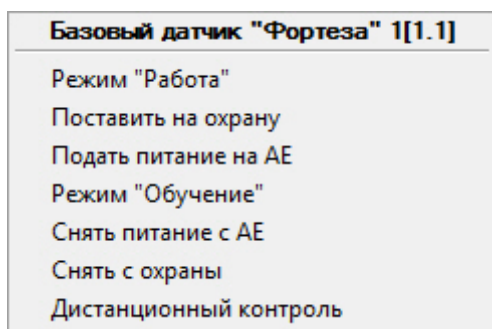 Базовый датчик "Фортеза" 1[1.1]
Режим "Работа"
Поставить на охрану
Подать питание на АЕ
Режим "Обучение"
Снять питание с АЕ
Снять с охраны
Дистанционный контроль